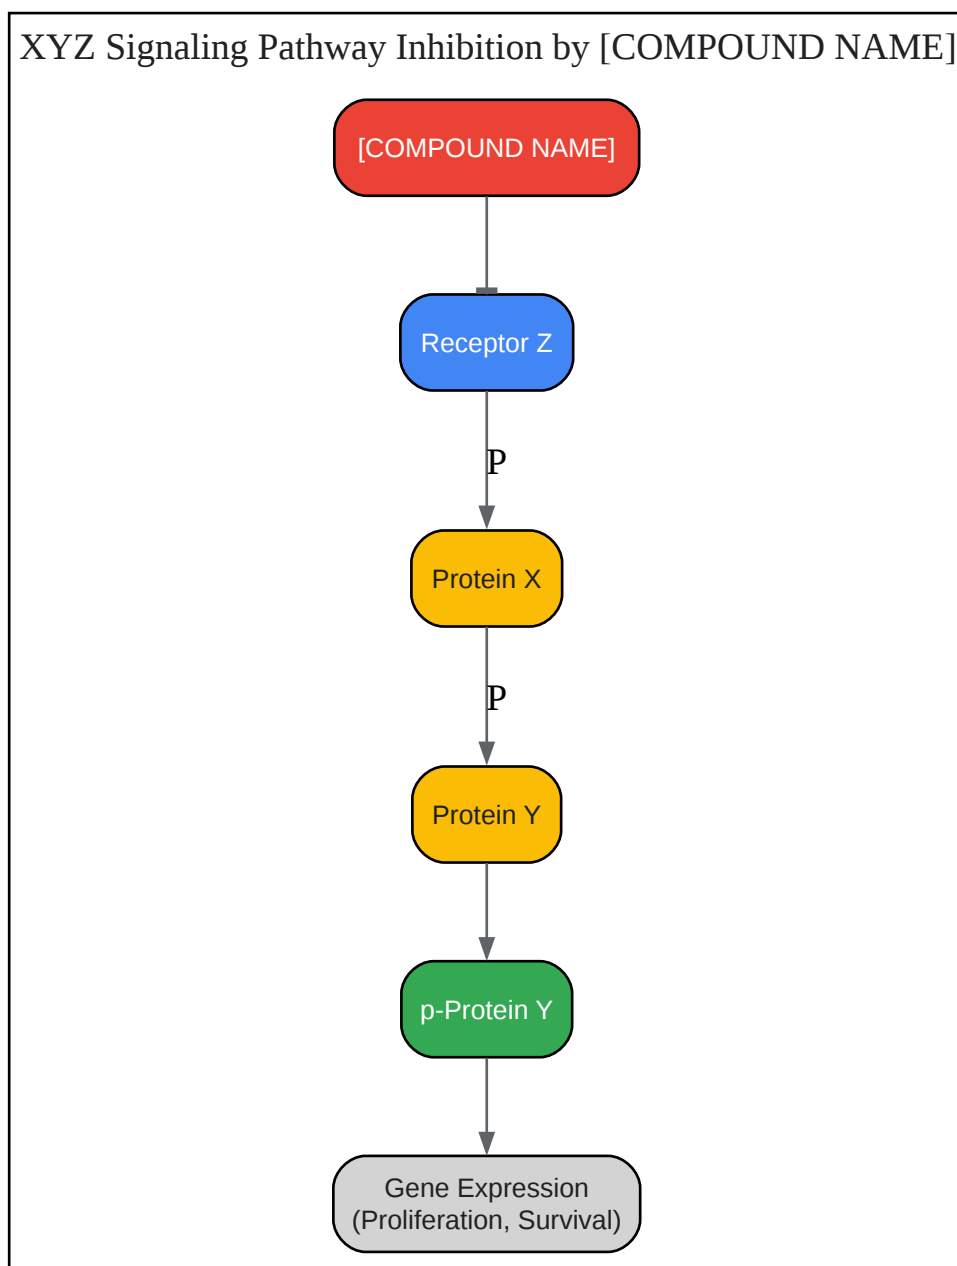 XYZ Signaling Pathway Inhibition by [COMPOUND NAME]
[COMPOUND NAME]
Receptor Z
P
Protein X
P
Protein Y
p-Protein Y
Gene Expression
(Proliferation, Survival)